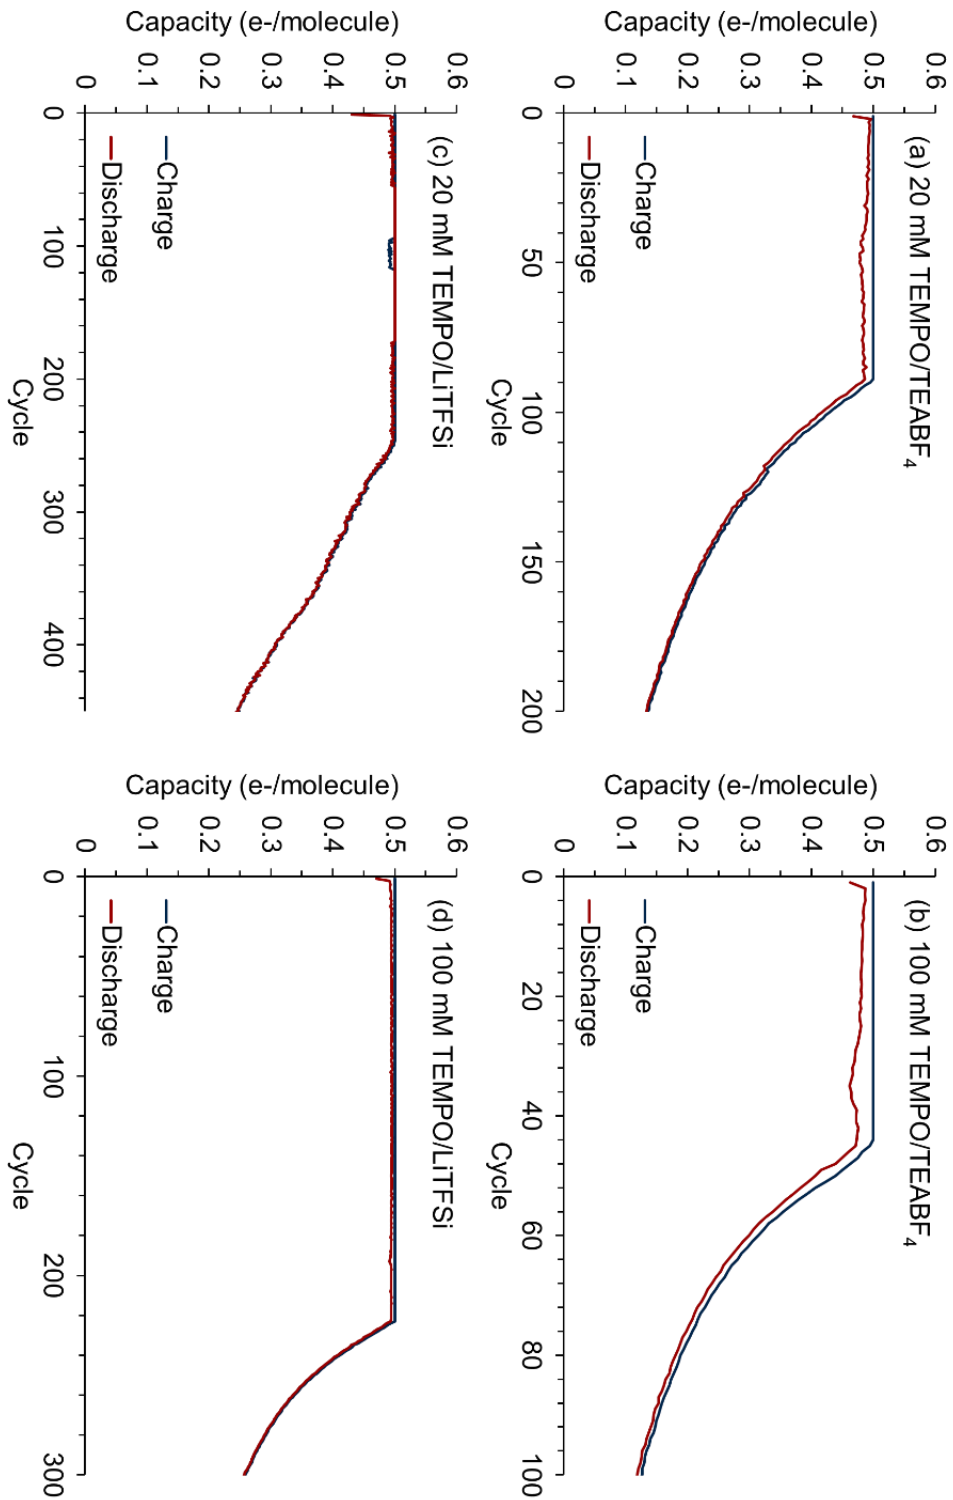 (a) 20 mM TEMPO/TEABF4
Capacity (e-/molecule)
0.6
0.5
0.4
0.3
0.2
0.1
0
Charge
Discharge
0 50 100 150 200
Cycle
(b) 100 mM TEMPO/TEABF4
Capacity (e-/molecule)
0.6
0.5
0.4
0.3
0.2
0.1
0
Charge
Discharge
0 20 40 60 80 100
Cycle
(c) 20 mM TEMPO/LiTFSi
Capacity (e-/molecule)
0.6
0.5
0.4
0.3
0.2
0.1
0
Charge
Discharge
0 100 200 300 400
Cycle
(d) 100 mM TEMPO/LiTFSi
Capacity (e-/molecule)
0.6
0.5
0.4
0.3
0.2
0.1
0
Charge
Discharge
0 100 200 300
Cycle